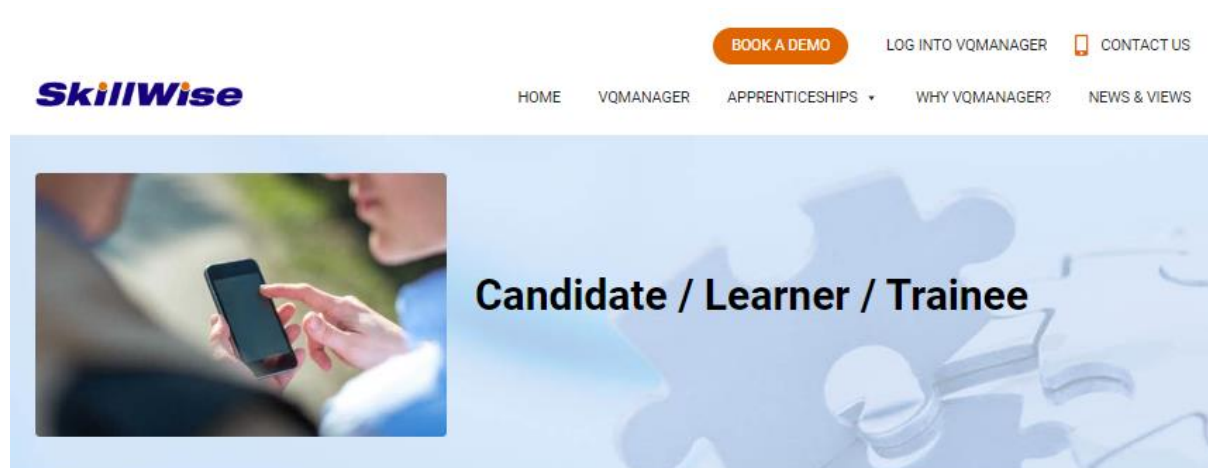 BOOK A DEMO LOG INTO VQMANAGER CONTACT US
SkillWise
HOME VQMANAGER APPRENTICESHIPS WHY VQMANAGER? NEWS & VIEWS
Candidate / Learner / Trainee